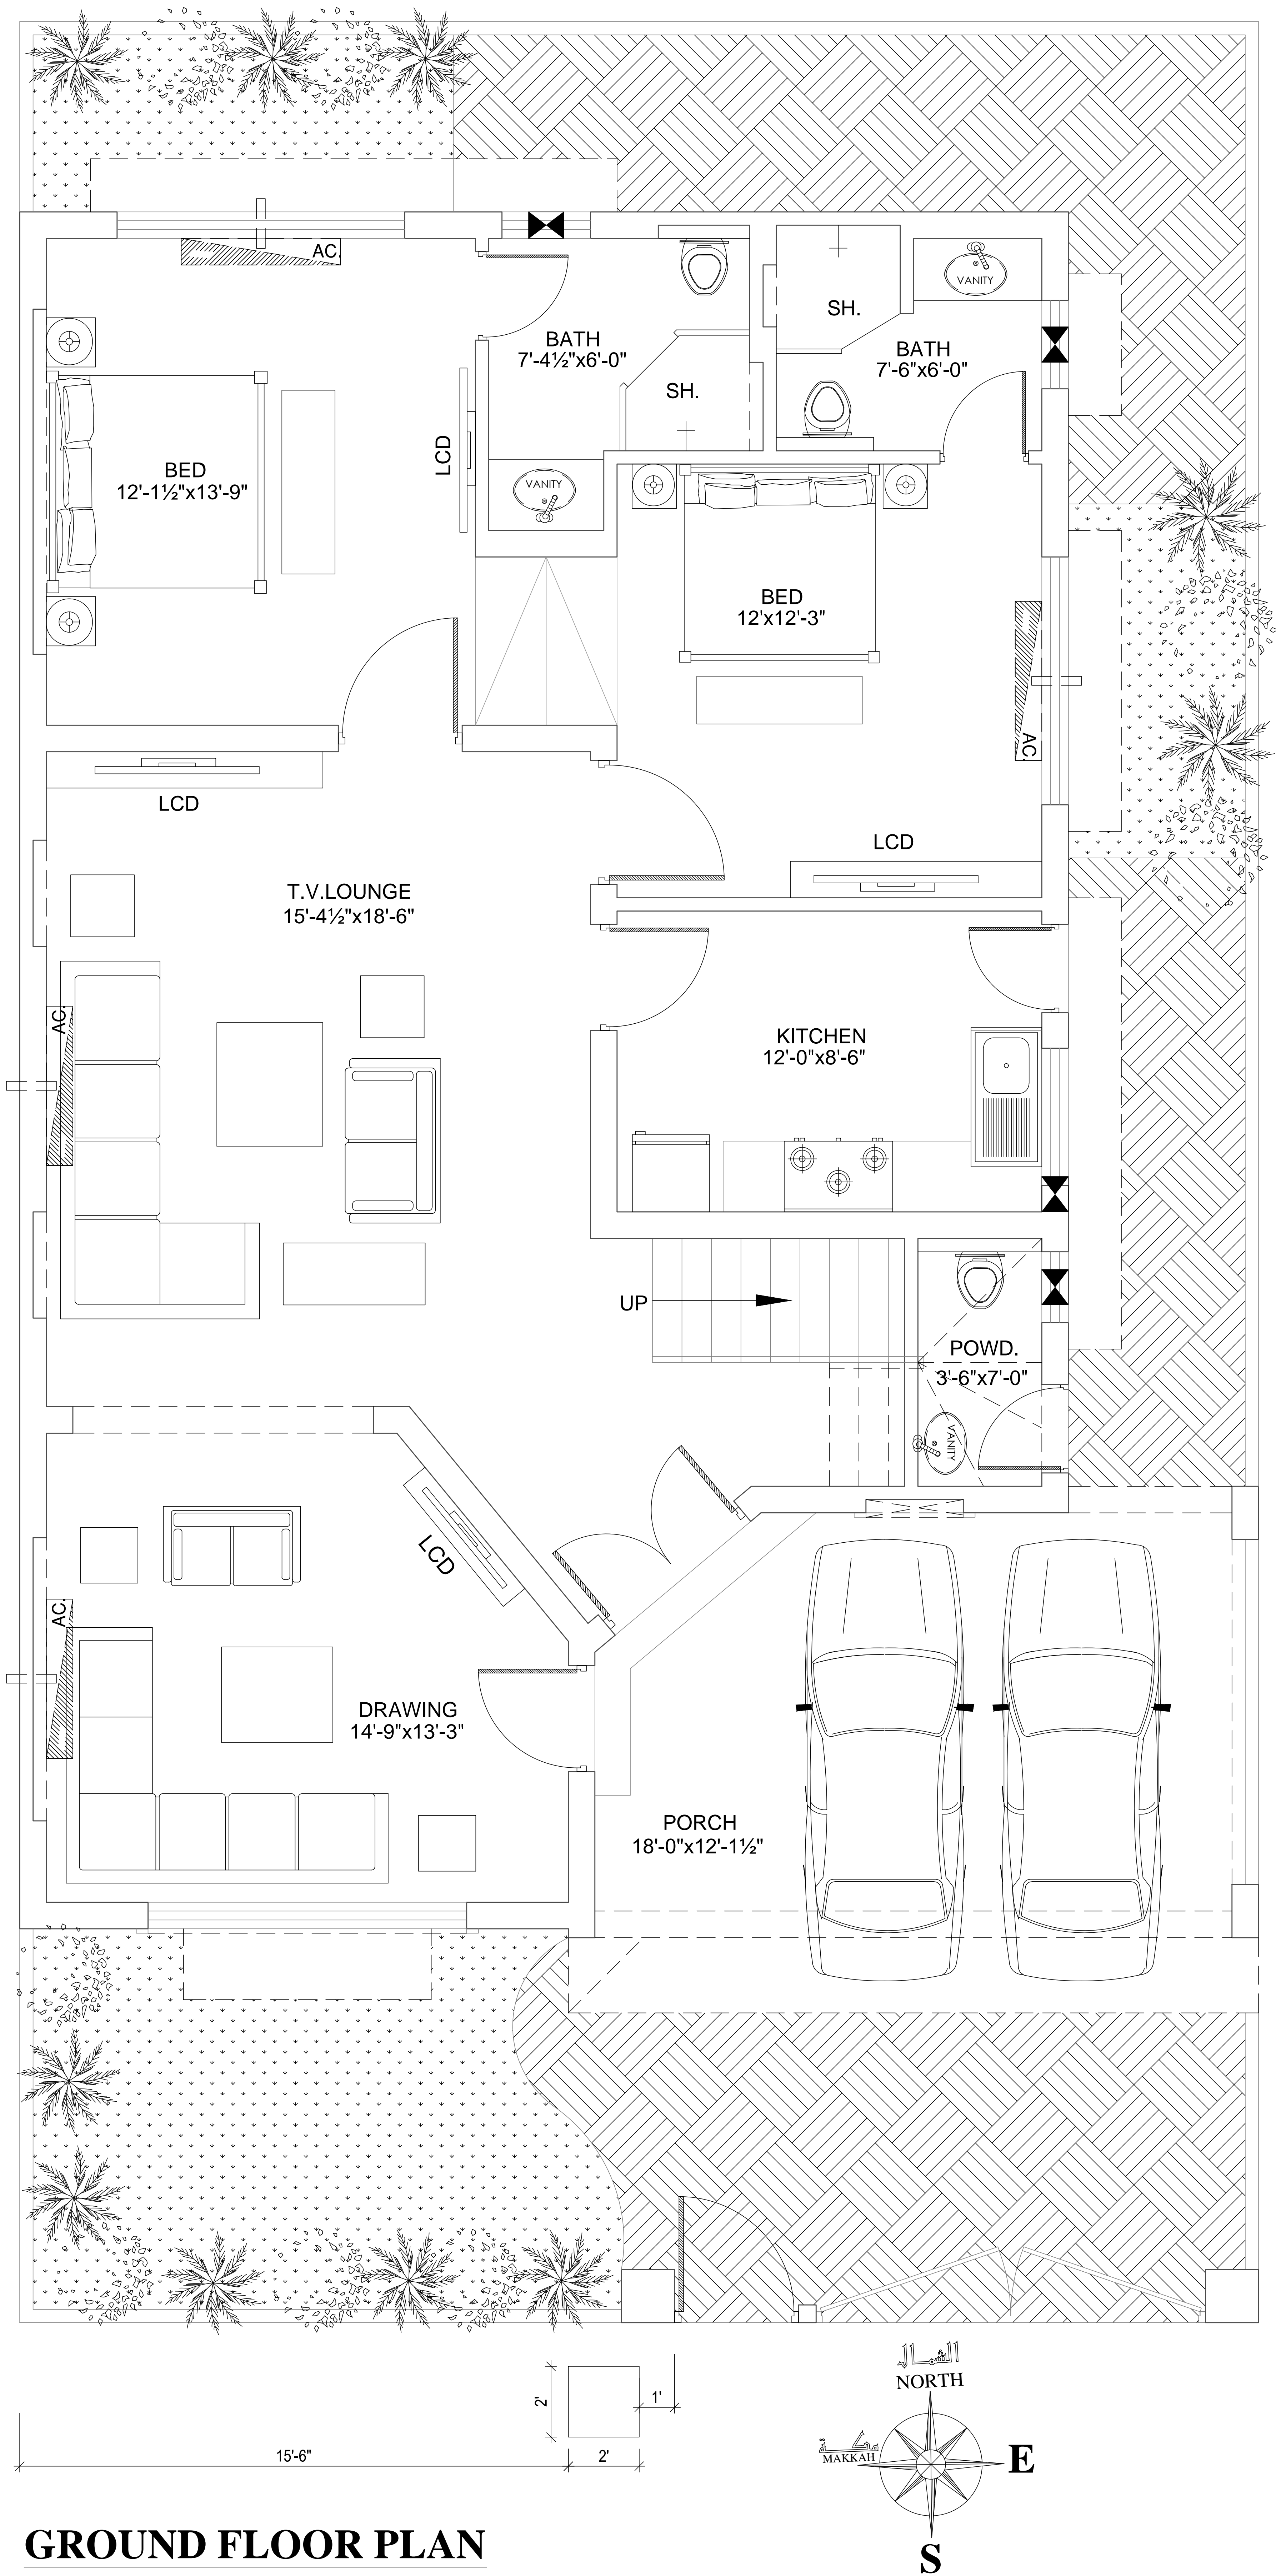 AC.
SH.
VANITY
BATH
7'-4½"x6'-0"
BATH
7'-6"x6'-0"
SH.
LCD
BED
12'-1½"x13'-9"
VANITY
BED
12'x12'-3"
AC.
LCD
LCD
T.V.LOUNGE
15'-4½"x18'-6"
AC.
KITCHEN
12'-0"x8'-6"
UP
POWD.
3'-6"x7'-0"
VANITY
LCD
AC.
DRAWING
14'-9"x13'-3"
PORCH
18'-0"x12'-1½"
الشمال
NORTH
2'
1'
15'-6"
2'
مكة
MAKKAH
E
S
GROUND FLOOR PLAN